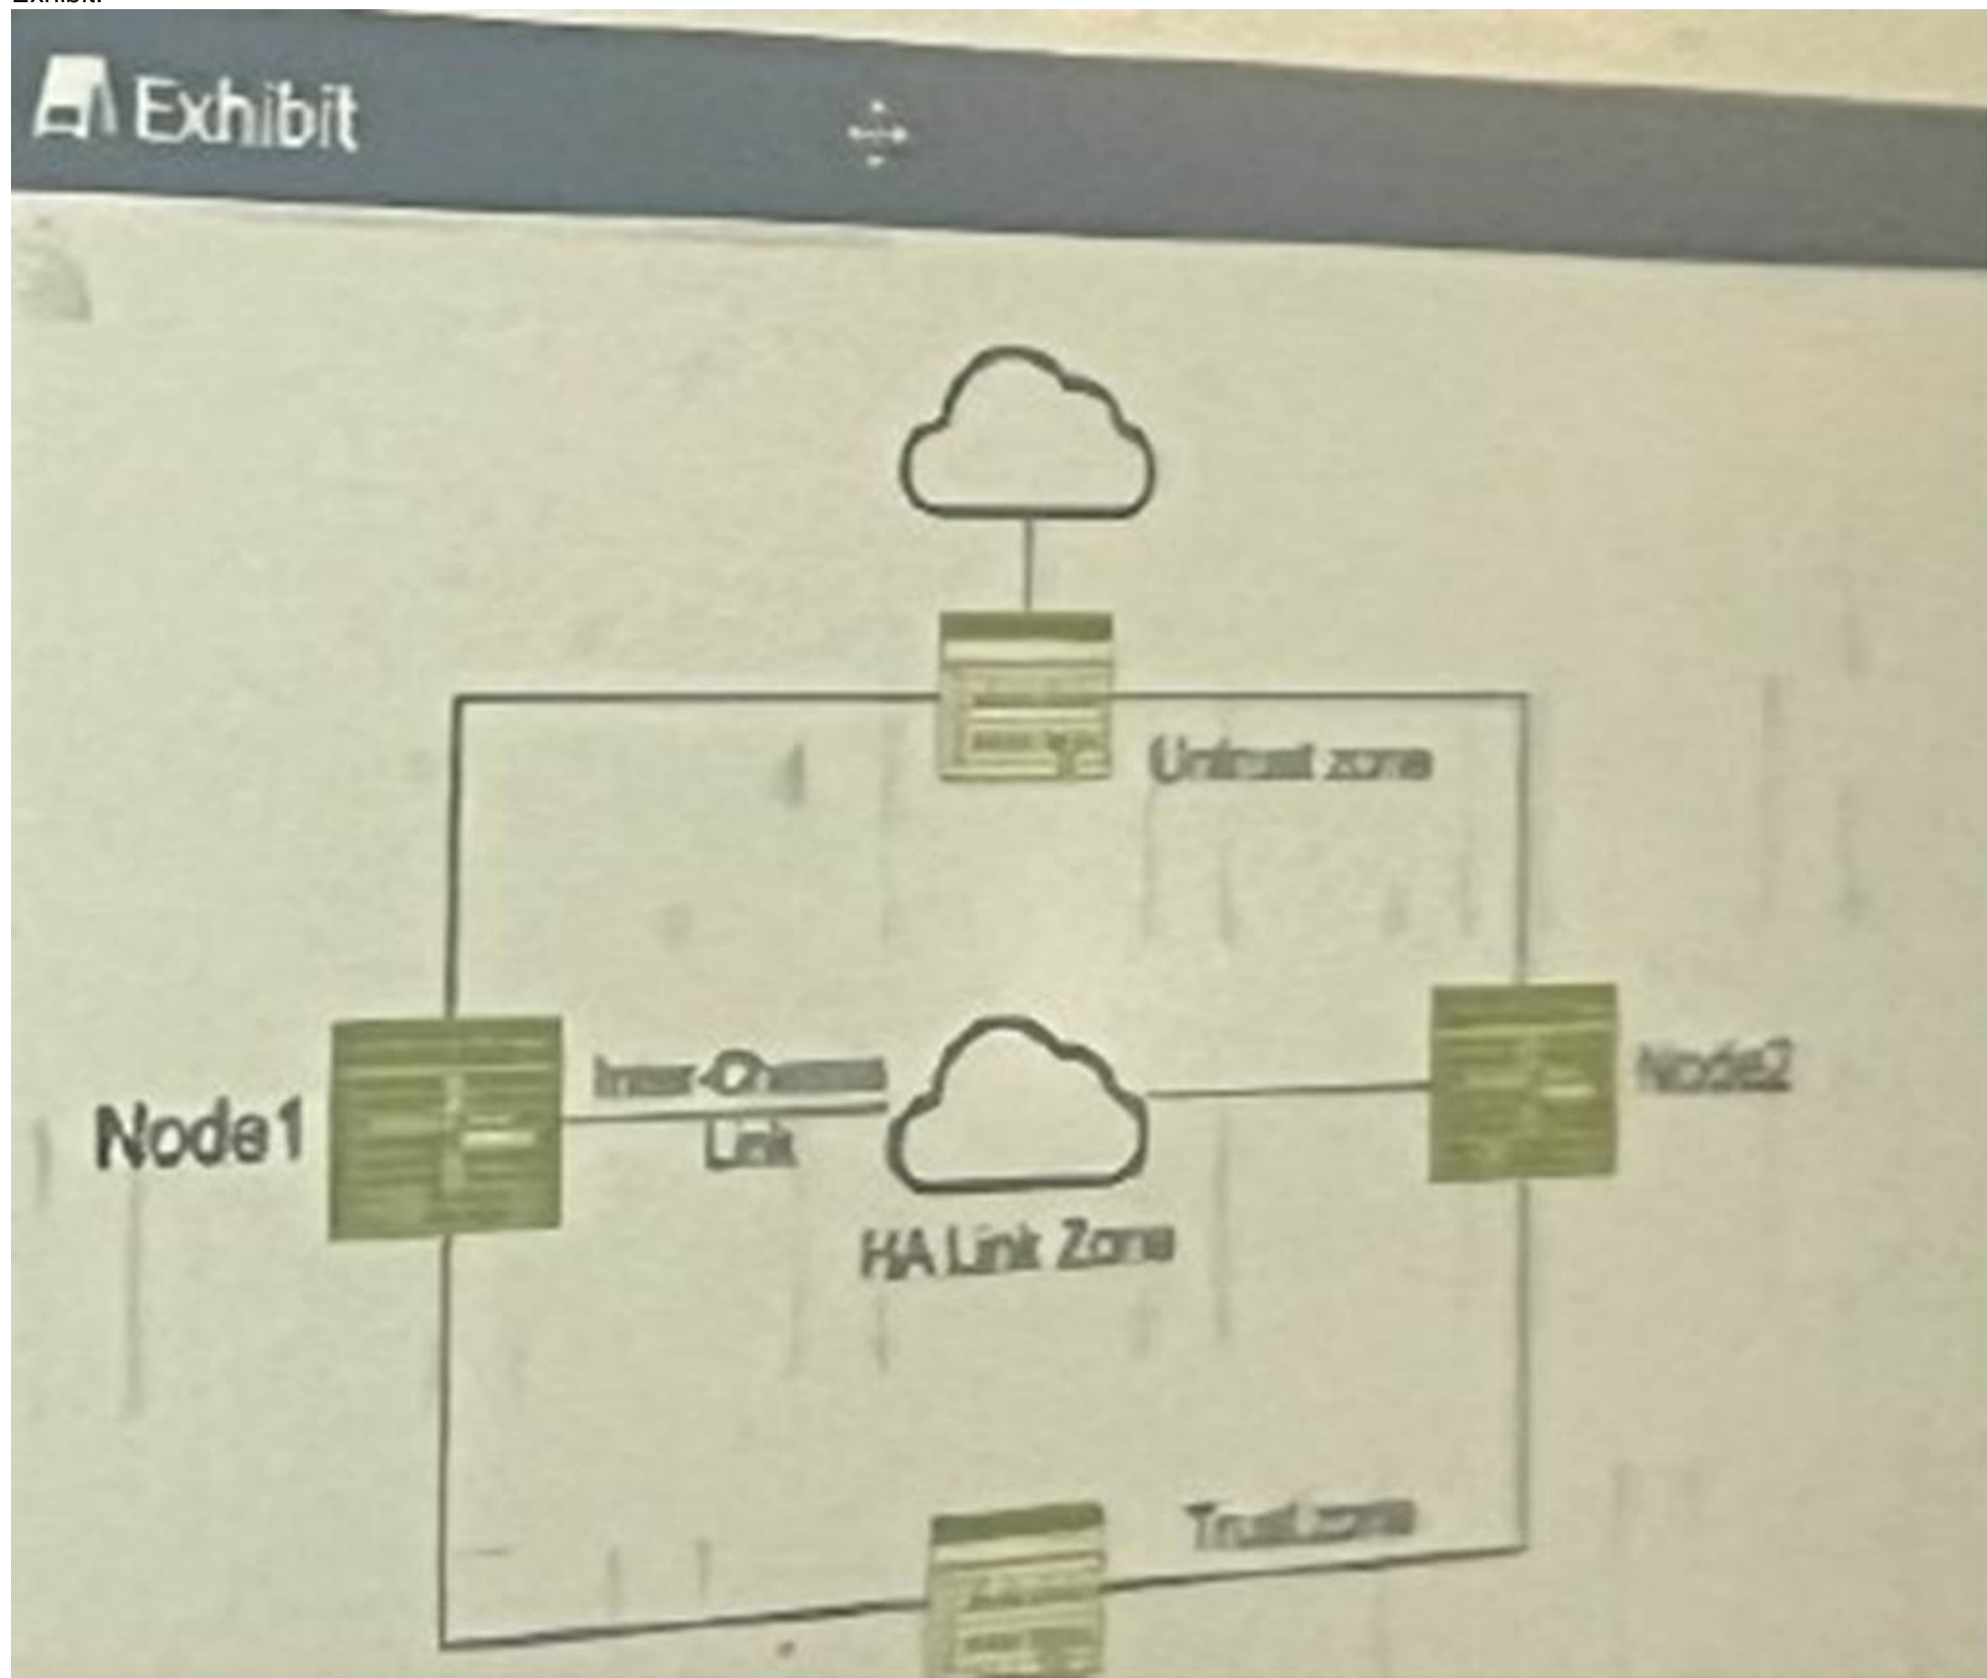 Exhibit
Untrust zone
Inter-Chassis
Node2
Node1
Link
HA Link Zone
Trust zone